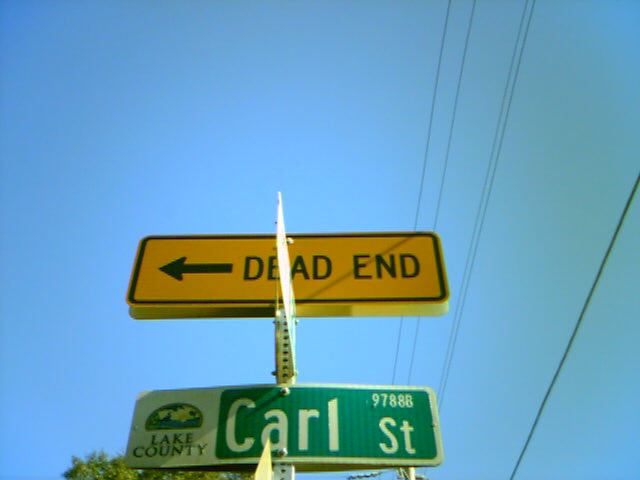 DEAD END
LAKE
COUNTY
Carl St
9788B